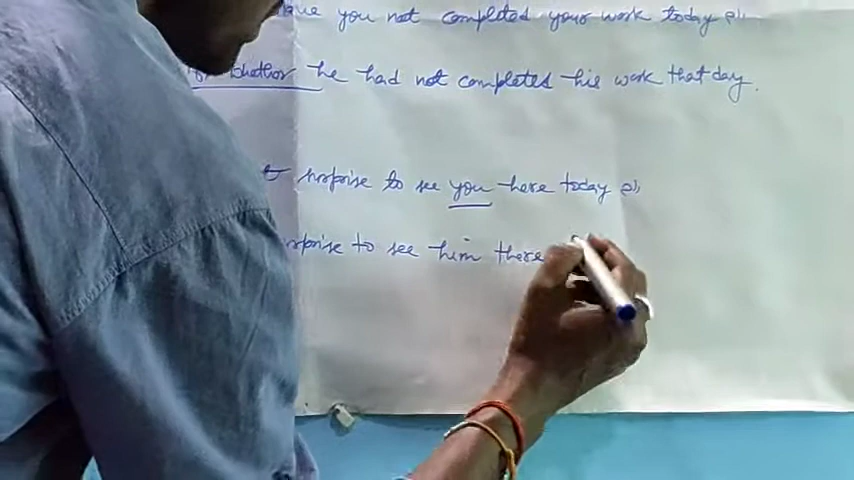 you not completed your work today
whether he had not completed his work that day.
surprise to see you here today
surprise to see him there